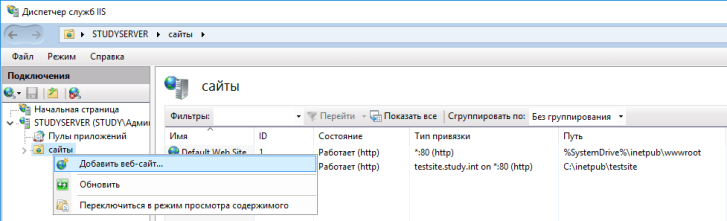 Диспетчер служб IIS
STUDYSERVER сайты
Файл Режим Справка
Подключения
Начальная страница
STUDYSERVER (STUDY\Адми
Пулы приложений
сайты
сайты
Фильтры: Перейти Показать все Сгруппировать по: Без группирования
Имя ID Состояние Тип привязки Путь
Default Web Site 1 Работает (http) *:80 (http) %SystemDrive%\inetpub\wwwroot
Работает (http) testsite.study.int on *:80 (http) C:\inetpub\testsite
Добавить веб-сайт...
Обновить
Переключиться в режим просмотра содержимого